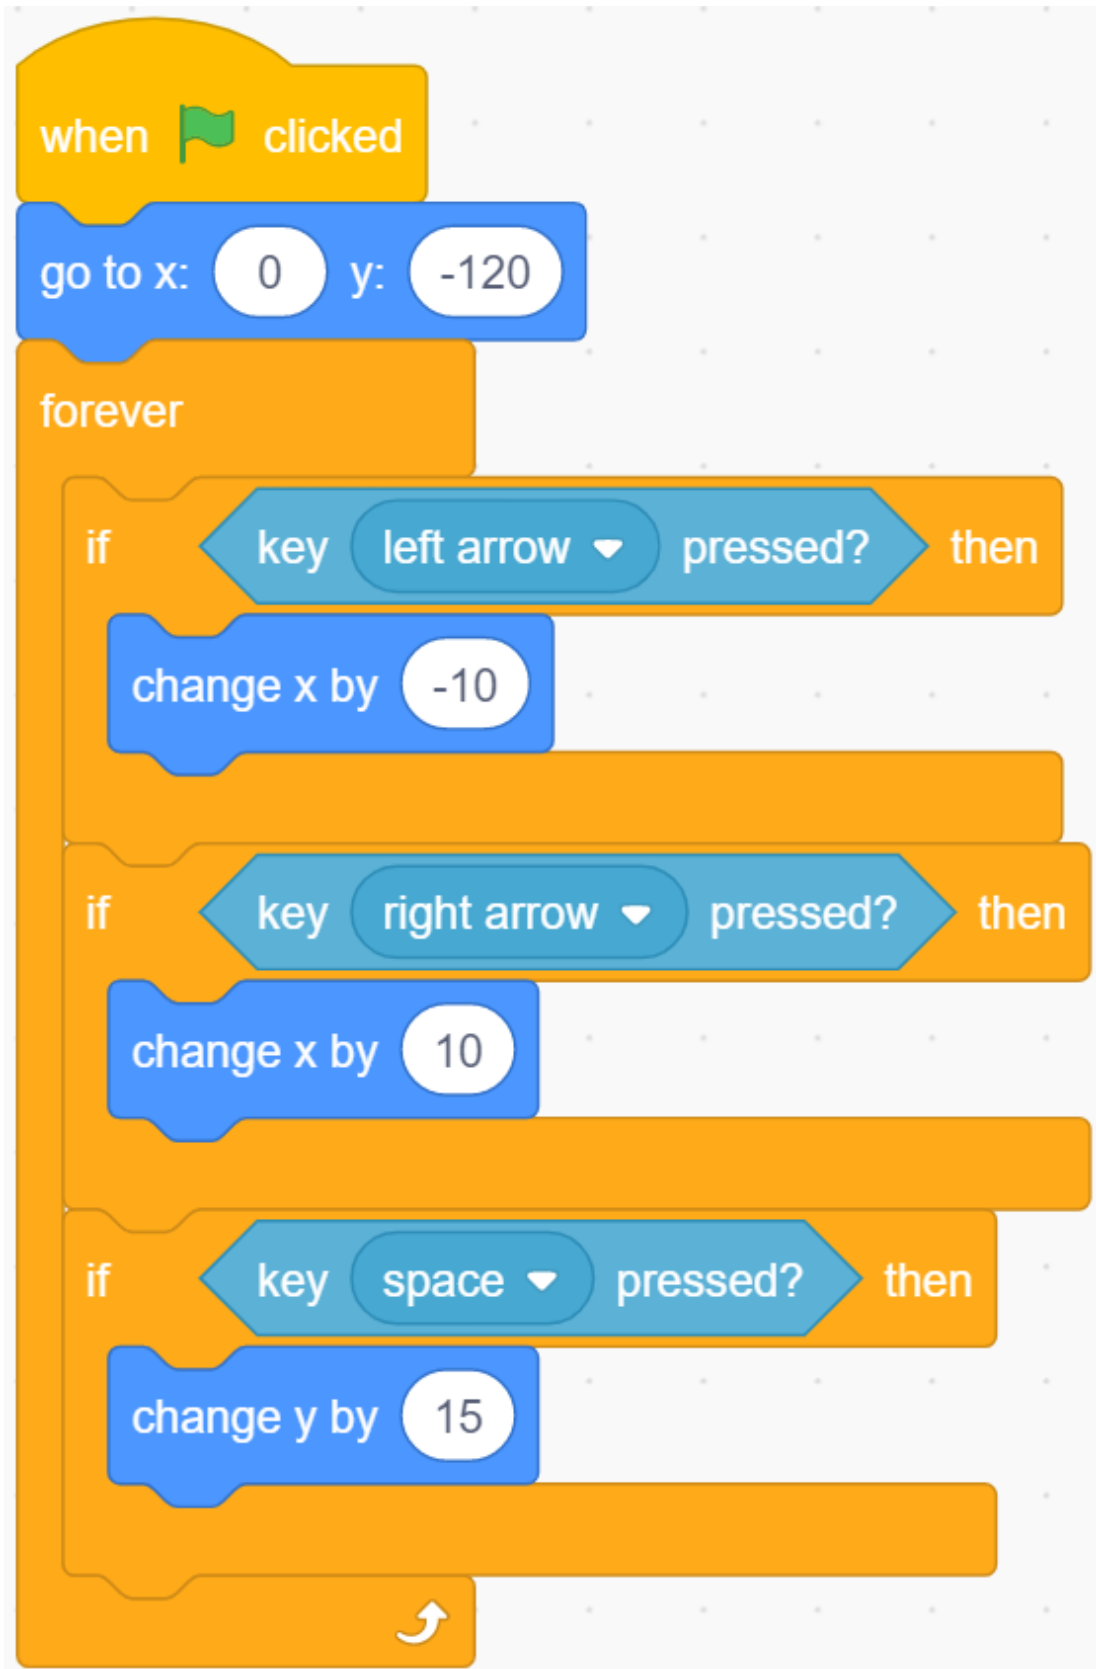 when clicked
go to x: 0 y: -120
forever
if key left arrow pressed? then
change x by -10
if key right arrow pressed? then
change x by 10
if key space pressed? then
change y by 15